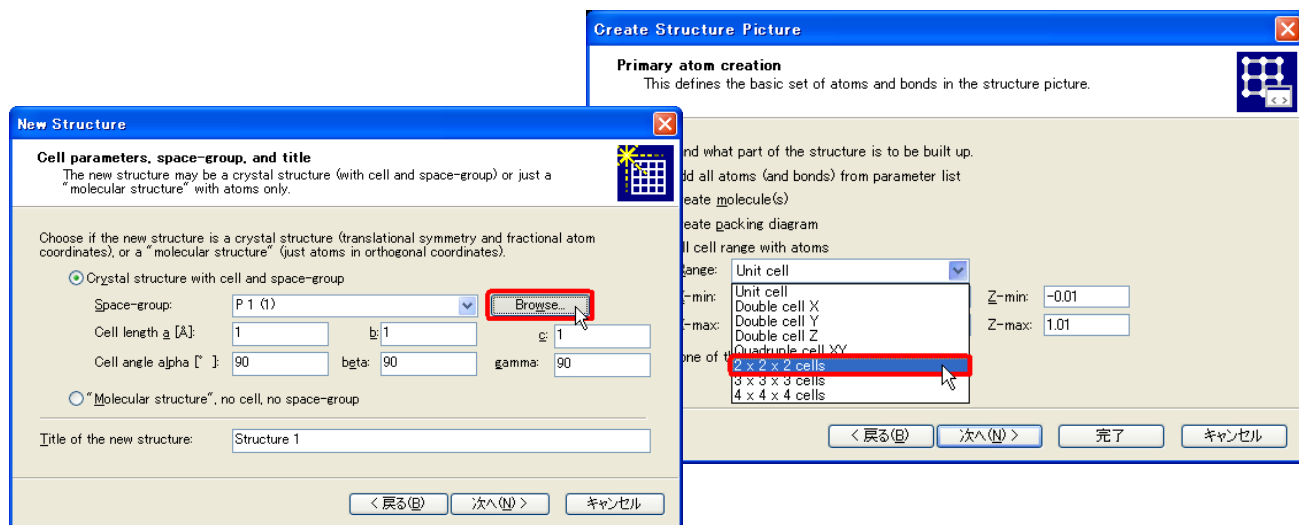 Create Structure Picture
Primary atom creation
This defines the basic set of atoms and bonds in the structure picture.
nd what part of the structure is to be built up.
dd all atoms (and bonds) from parameter list
eate molecule(s)
eate packing diagram
ll cell range with atoms
ange: Unit cell
Unit cell
Double cell X
Double cell Y
Double cell Z
Quadruple cell XY
2 x 2 x 2 cells
3 x 3 x 3 cells
4 x 4 x 4 cells
-min: Z-min: -0.01
-max: Z-max: 1.01
one of t
< 戻る(B) 次へ(N) > 完了 キャンセル
New Structure
Cell parameters, space-group, and title
The new structure may be a crystal structure (with cell and space-group) or just a
"molecular structure" with atoms only.
Choose if the new structure is a crystal structure (translational symmetry and fractional atom
coordinates), or a "molecular structure" (just atoms in orthogonal coordinates).
Crystal structure with cell and space-group
Space-group: P 1 (1) Browse...
Cell length a [Å]: 1 b: 1 c: 1
Cell angle alpha [° ]: 90 beta: 90 gamma: 90
"Molecular structure", no cell, no space-group
Title of the new structure: Structure 1
< 戻る(B) 次へ(N) > キャンセル